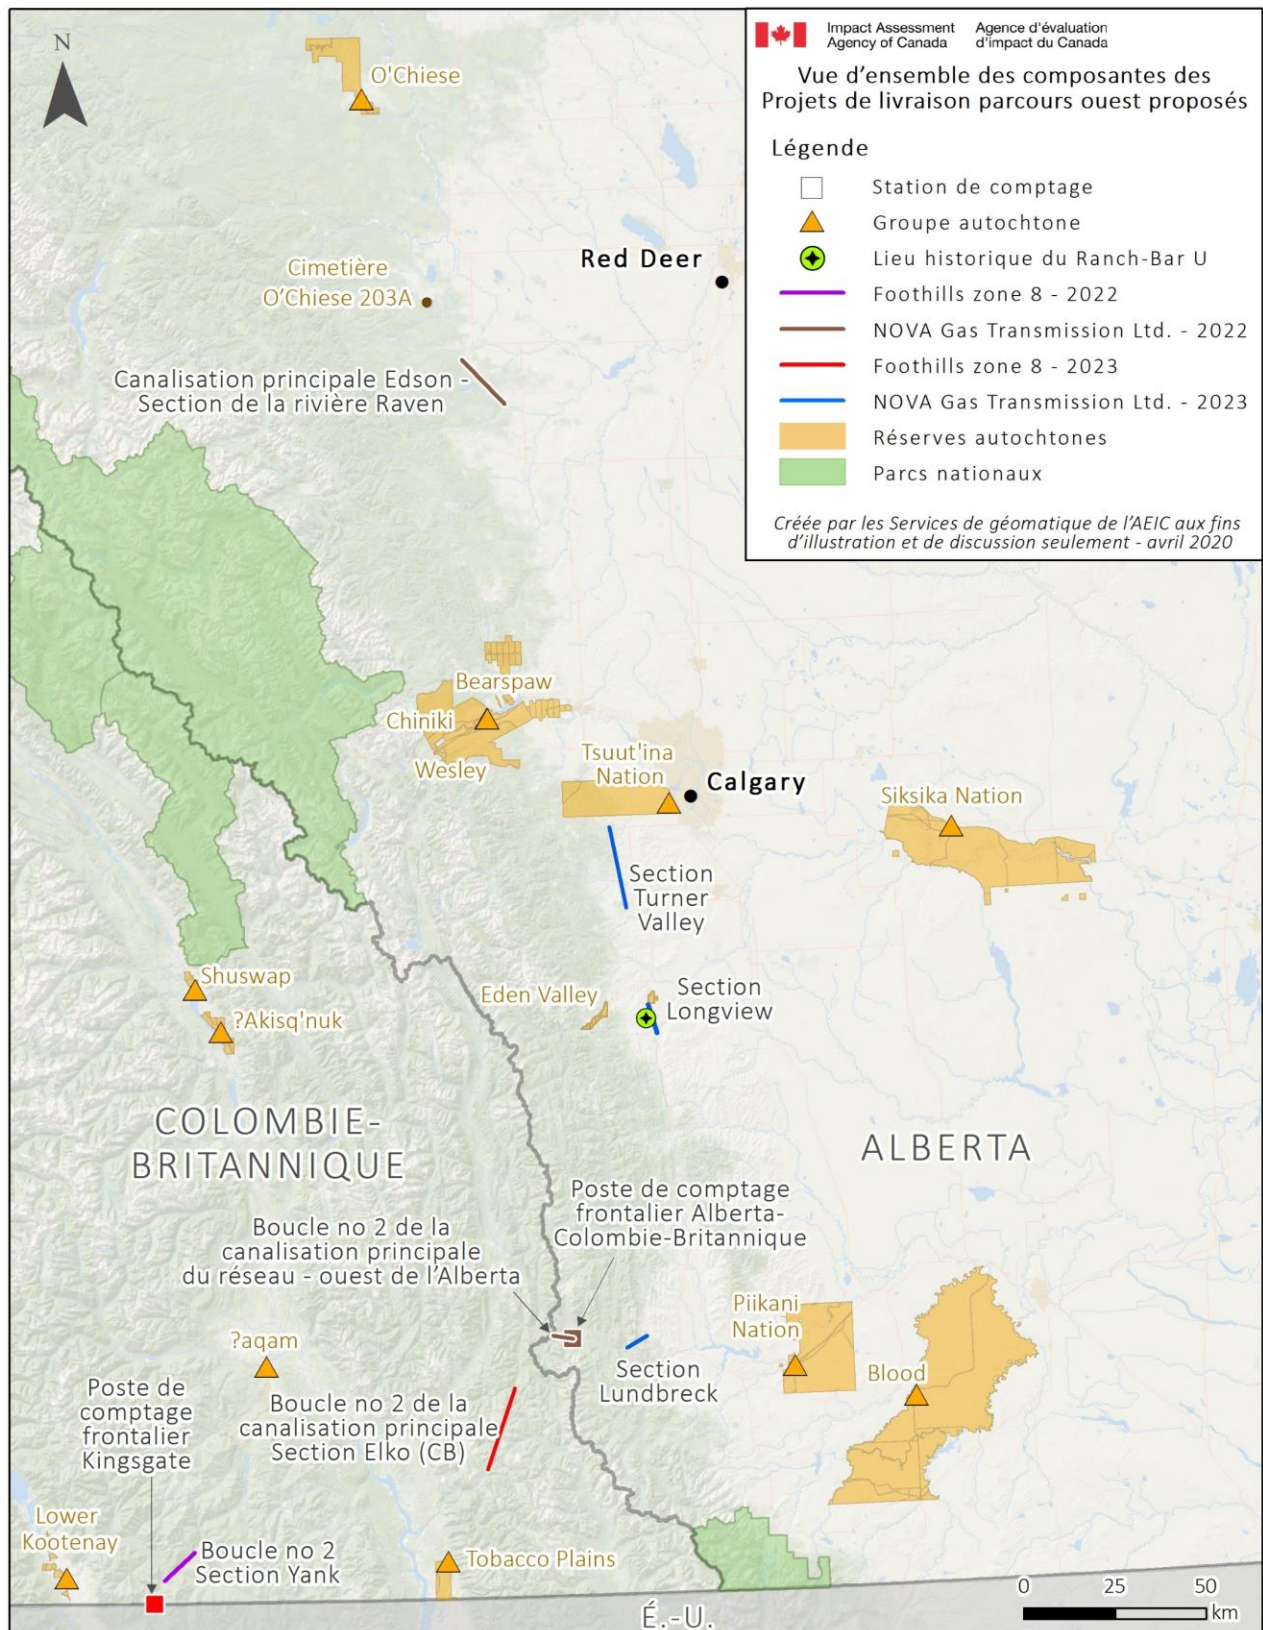 N
Impact Assessment
Agency of Canada
Agence d'évaluation
d'impact du Canada
Vue d'ensemble des composantes des
Projets de livraison parcours ouest proposés
Légende
Station de comptage
Groupe autochtone
Lieu historique du Ranch-Bar U
Foothills zone 8 - 2022
NOVA Gas Transmission Ltd. - 2022
Foothills zone 8 - 2023
NOVA Gas Transmission Ltd. - 2023
Réserves autochtones
Parcs nationaux
Créée par les Services de géomatique de l'AEIC aux fins
d'illustration et de discussion seulement - avril 2020
O'Chiese
Red Deer
Cimetière
O'Chiese 203A
Canalisation principale Edson -
Section de la rivière Raven
Bearspaw
Chiniki
Wesley
Tsuut'ina
Nation
Calgary
Siksika Nation
Section
Turner
Valley
Shuswap
?Akisq'nuk
Eden Valley
Section
Longview
COLOMBIE-
BRITANNIQUE
ALBERTA
Poste de comptage
frontalier Alberta-
Colombie-Britannique
Boucle no 2 de la
canalisation principale
du réseau - ouest de l'Alberta
Piikani
Nation
?aqam
Section
Lundbreck
Blood
Poste de
comptage
frontalier
Kingsgate
Boucle no 2 de la
canalisation principale
Section Elko (CB)
Lower
Kootenay
Boucle no 2
Section Yank
Tobacco Plains
É.-U.
0 25 50
km